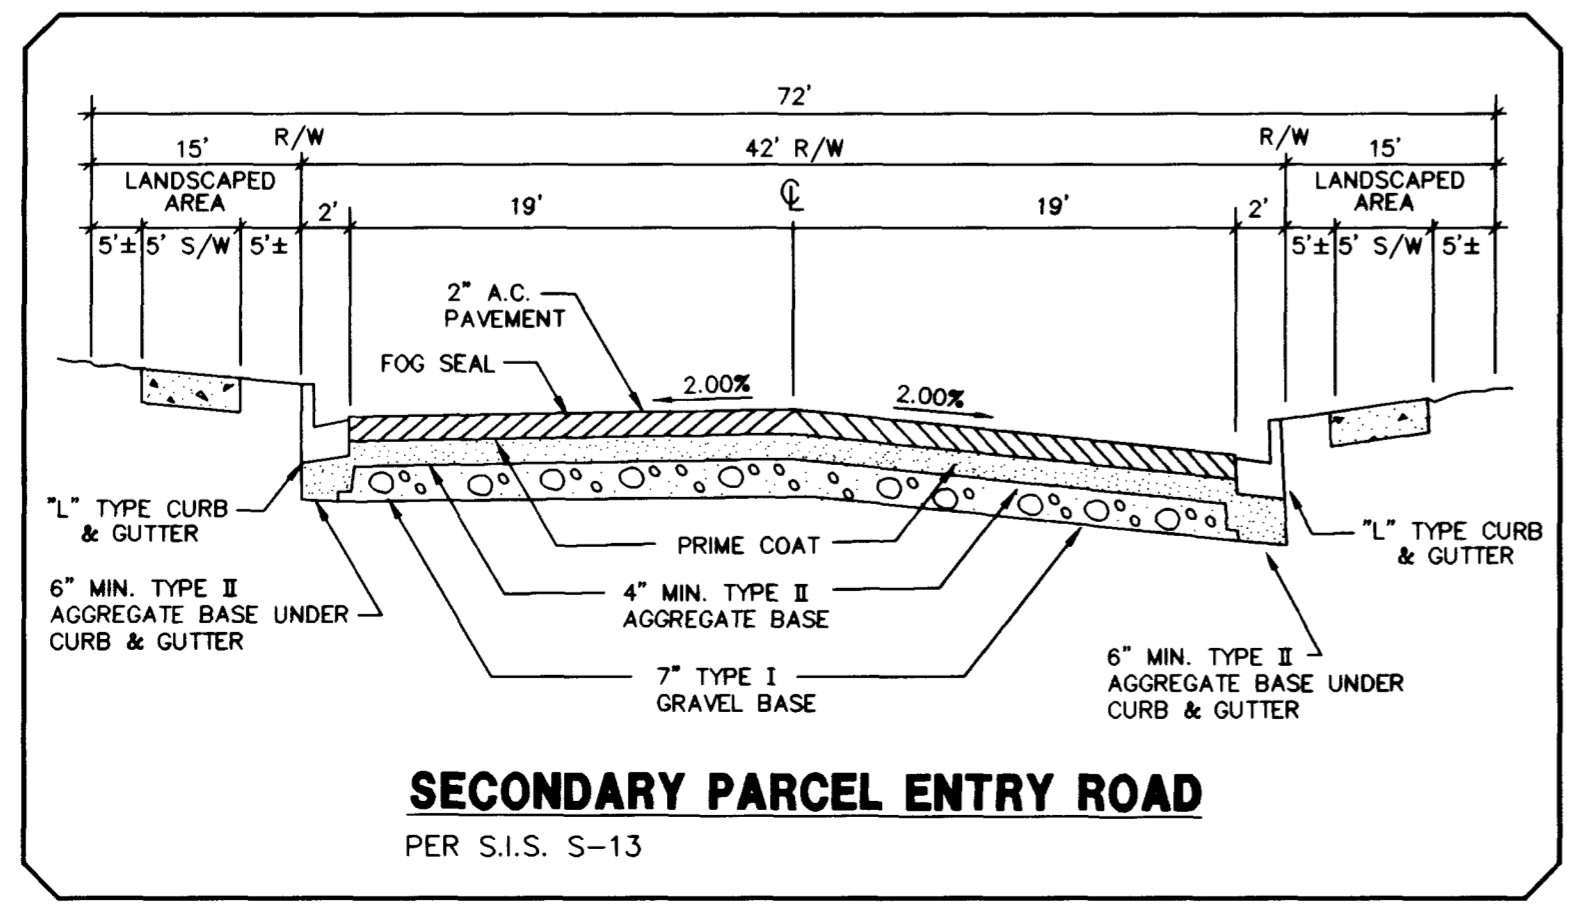 72'
15' R/W 42' R/W R/W 15'
LANDSCAPED
AREA
LANDSCAPED
AREA
2' 19' ℄ 19' 2'
5'± 5' S/W 5'± 5'± 5' S/W 5'±
2" A.C.
PAVEMENT
FOG SEAL
2.00%
2.00%
"L" TYPE CURB
& GUTTER
PRIME COAT
"L" TYPE CURB
& GUTTER
6" MIN. TYPE II
AGGREGATE BASE UNDER
CURB & GUTTER
4" MIN. TYPE II
AGGREGATE BASE
7" TYPE I
GRAVEL BASE
6" MIN. TYPE II
AGGREGATE BASE UNDER
CURB & GUTTER
SECONDARY PARCEL ENTRY ROAD
PER S.I.S. S-13